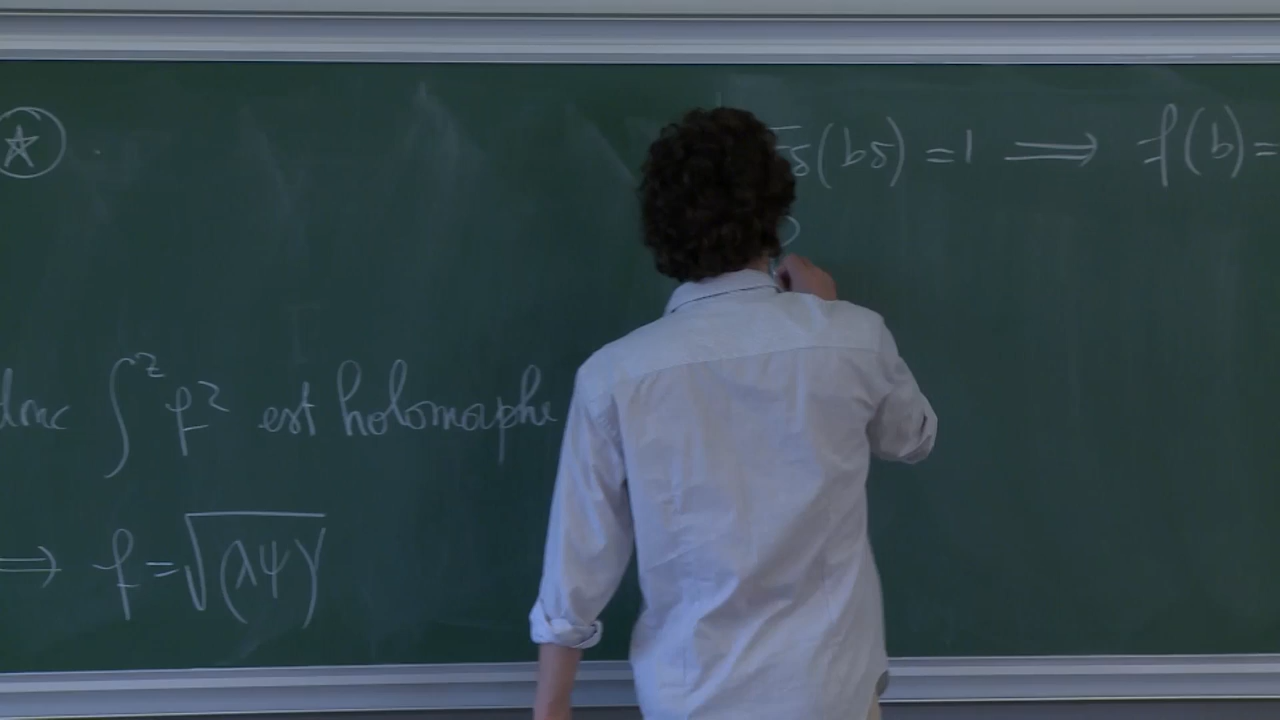 (bδ) = 1 ⟹ f(b) =
donc ∫^z f² est holomorphe
⟹ f = √(λψ)'